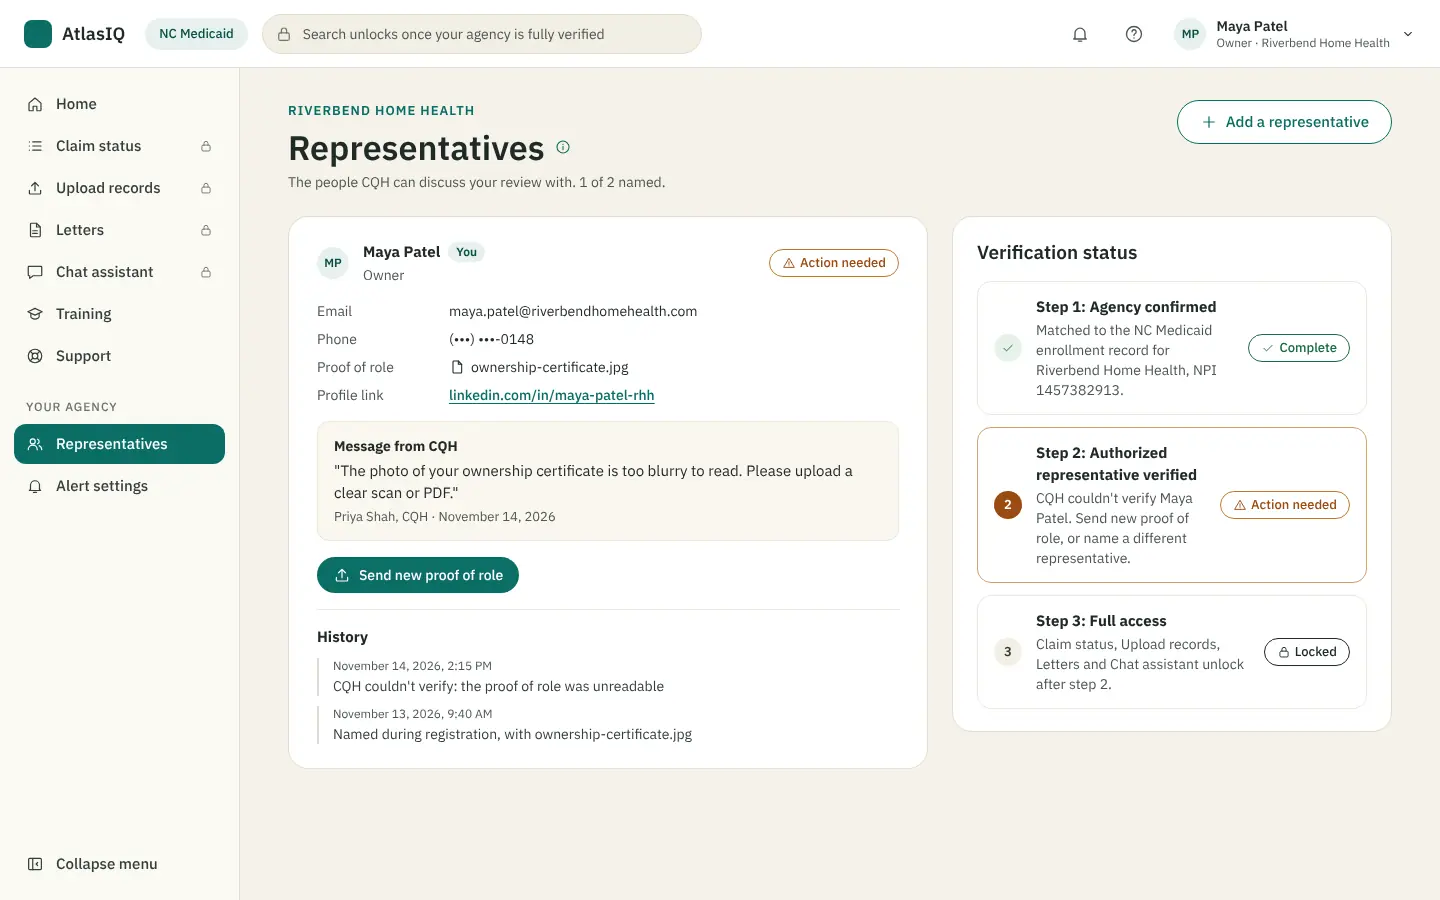 AtlasIQ
NC Medicaid
Search unlocks once your agency is fully verified
MP
Maya Patel
Owner · Riverbend Home Health
Home
Claim status
Upload records
Letters
Chat assistant
Training
Support
YOUR AGENCY
Representatives
Alert settings
Collapse menu
RIVERBEND HOME HEALTH
Representatives
The people CQH can discuss your review with. 1 of 2 named.
Add a representative
MP
Maya Patel
You
Owner
Action needed
Email
maya.patel@riverbendhomehealth.com
Phone
(•••) •••-0148
Proof of role
ownership-certificate.jpg
Profile link
linkedin.com/in/maya-patel-rhh
Message from CQH
"The photo of your ownership certificate is too blurry to read. Please upload a
clear scan or PDF."
Priya Shah, CQH · November 14, 2026
Send new proof of role
History
November 14, 2026, 2:15 PM
CQH couldn't verify: the proof of role was unreadable
November 13, 2026, 9:40 AM
Named during registration, with ownership-certificate.jpg
Verification status
Step 1: Agency confirmed
Matched to the NC Medicaid
enrollment record for
Riverbend Home Health, NPI
1457382913.
Complete
2
Step 2: Authorized
representative verified
CQH couldn't verify Maya
Patel. Send new proof of
role, or name a different
representative.
Action needed
3
Step 3: Full access
Claim status, Upload records,
Letters and Chat assistant unlock
after step 2.
Locked